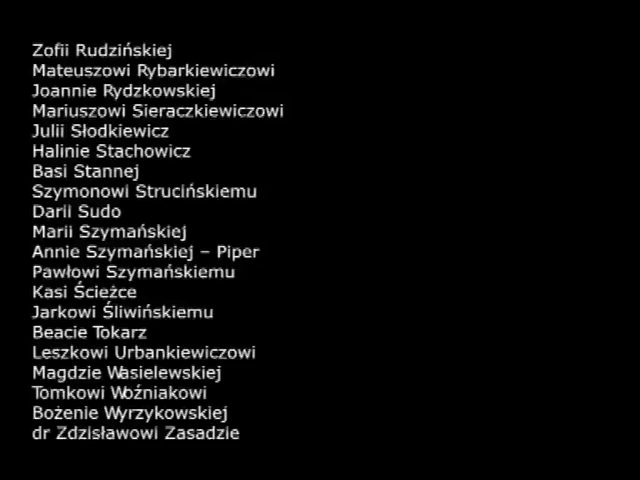 Zofii Rudzińskiej
Mateuszowi Rybarkiewiczowi
Joannie Rydzkowskiej
Mariuszowi Sieraczkiewiczowi
Julii Słodkiewicz
Halinie Stachowicz
Basi Stannej
Szymonowi Strucińskiemu
Darii Sudo
Marii Szymańskiej
Annie Szymańskiej – Piper
Pawłowi Szymańskiemu
Kasi Ścieżce
Jarkowi Śliwińskiemu
Beacie Tokarz
Leszkowi Urbankiewiczowi
Magdzie Wasielewskiej
Tomkowi Woźniakowi
Bożenie Wyrzykowskiej
dr Zdzisławowi Zasadzie